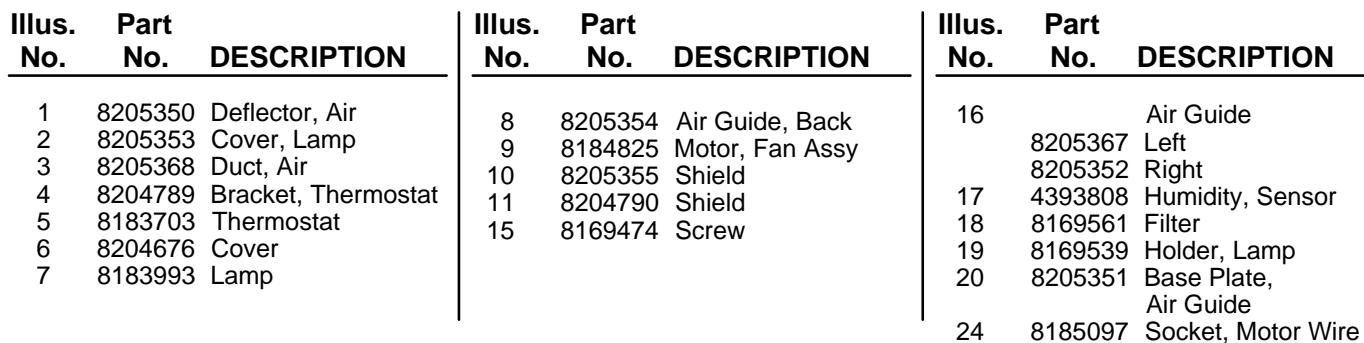 Illus. Part
No. No. DESCRIPTION
1 8205350 Deflector, Air
2 8205353 Cover, Lamp
3 8205368 Duct, Air
4 8204789 Bracket, Thermostat
5 8183703 Thermostat
6 8204676 Cover
7 8183993 Lamp
Illus. Part
No. No. DESCRIPTION
8 8205354 Air Guide, Back
9 8184825 Motor, Fan Assy
10 8205355 Shield
11 8204790 Shield
15 8169474 Screw
Illus. Part
No. No. DESCRIPTION
16 Air Guide
8205367 Left
8205352 Right
17 4393808 Humidity, Sensor
18 8169561 Filter
19 8169539 Holder, Lamp
20 8205351 Base Plate,
Air Guide
24 8185097 Socket, Motor Wire